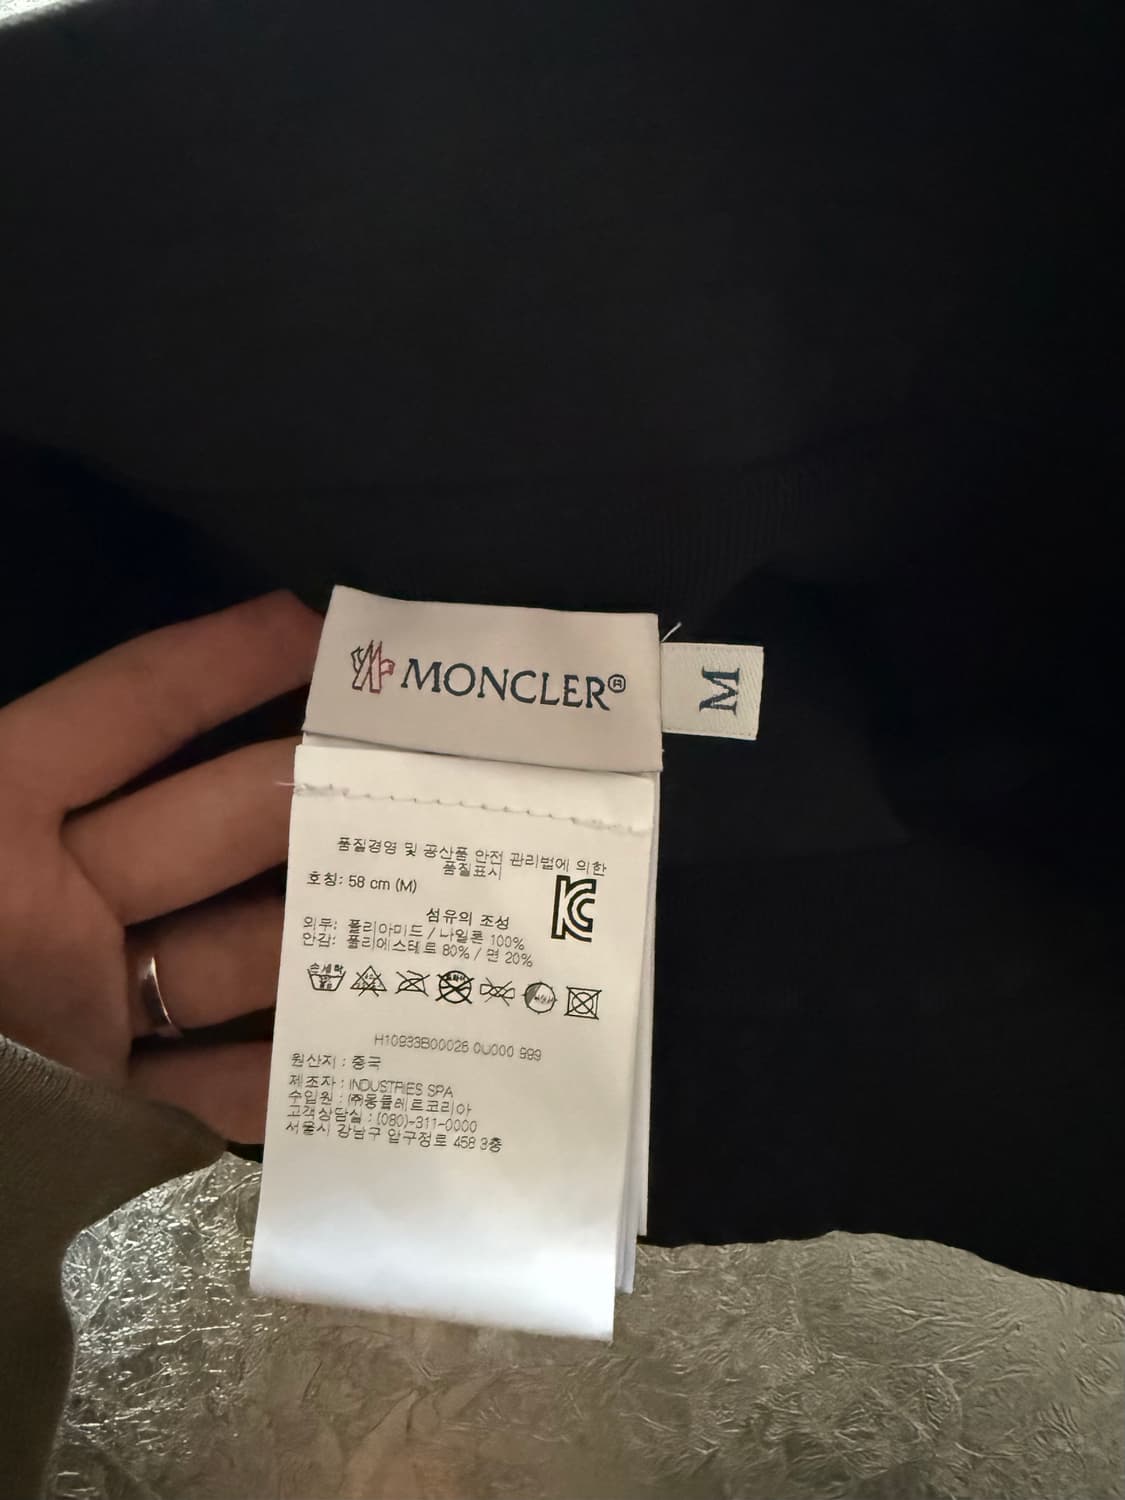 MONCLER®
M
품질경영 및 공산품 안전 관리법에 의한
품질표시
호칭: 58 cm (M)
섬유의 조성
외투: 폴리아미드 / 나일론 100%
안감: 폴리에스테르 80% / 면 20%
손세탁
H10933B00026 0U000 999
원산지 : 중국
제조자 : INDUSTRIES SPA
수입원 : ㈜몽클레르코리아
고객상담실 : (080)-311-0000
서울시 강남구 압구정로 458 3층